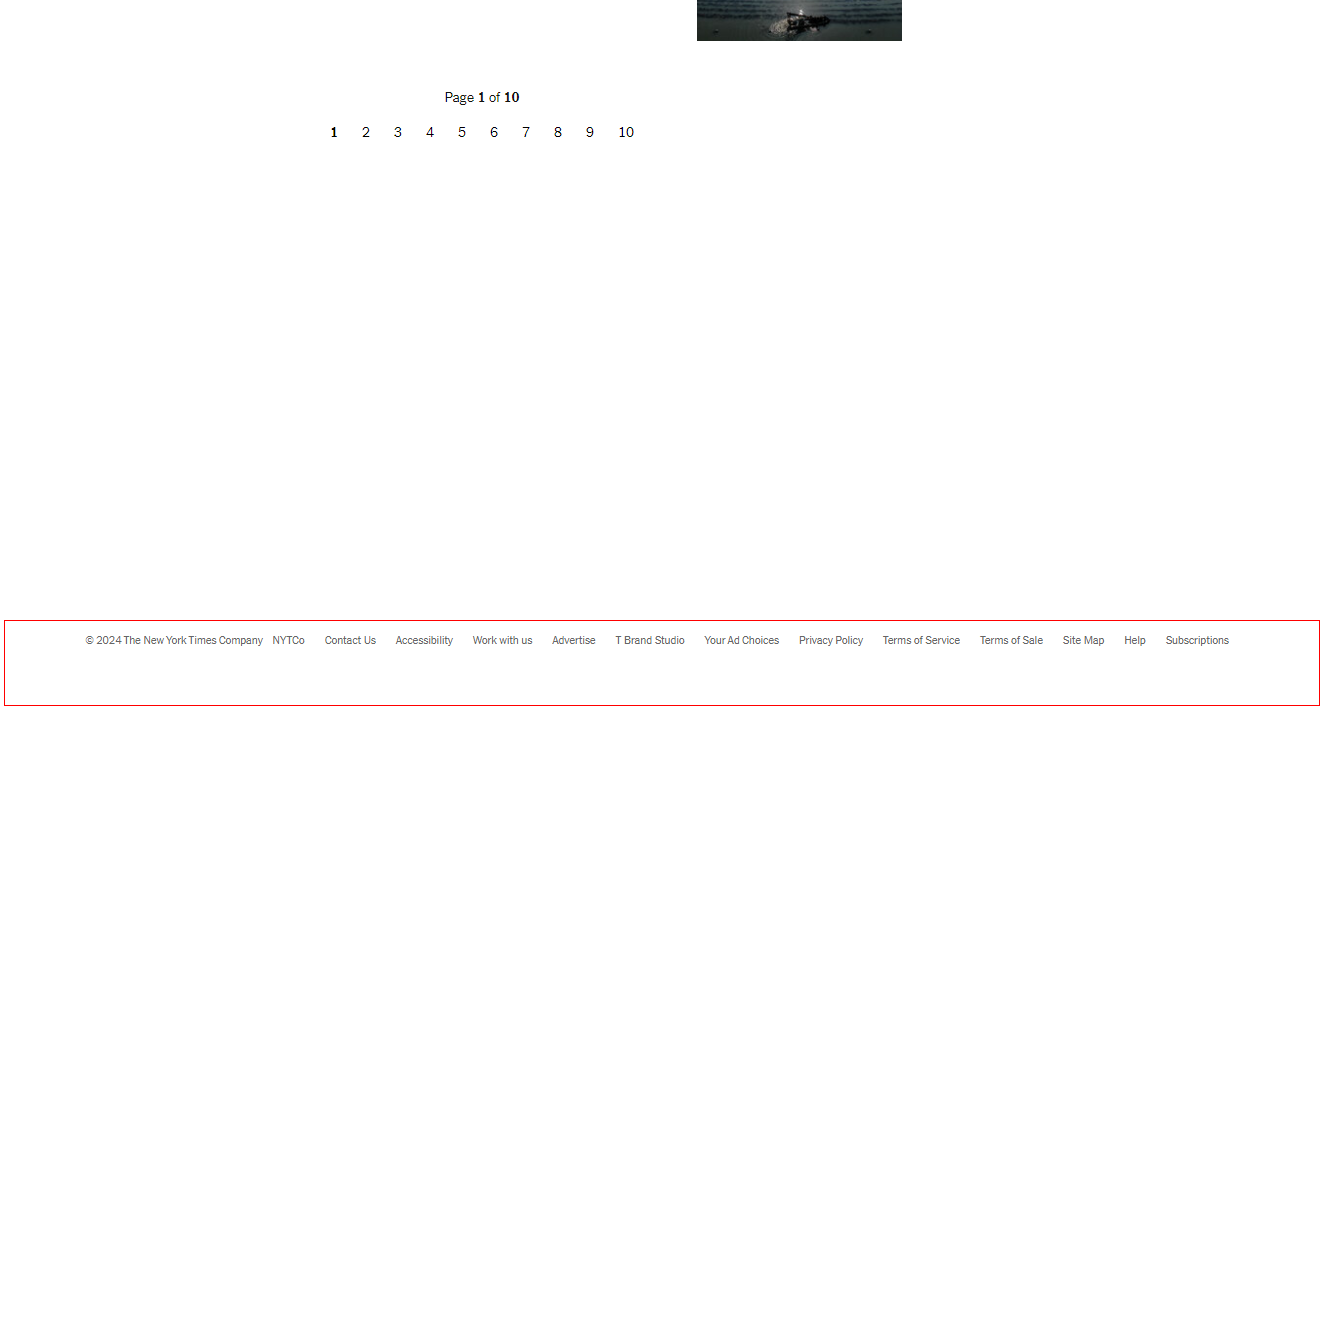 Page 1 of 10
1 2 3 4 5 6 7 8 9 10
© 2024 The New York Times Company NYTCo Contact Us Accessibility Work with us Advertise T Brand Studio Your Ad Choices Privacy Policy Terms of Service Terms of Sale Site Map Help Subscriptions